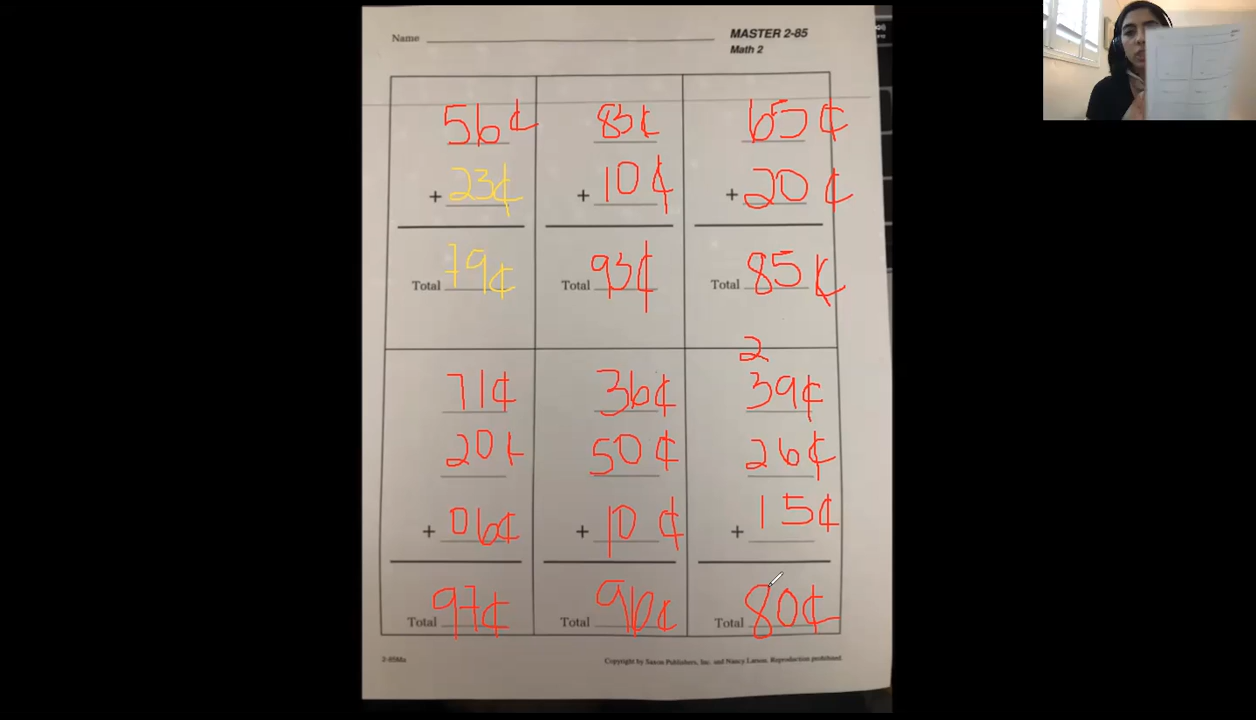 Name
MASTER 2-85
Math 2
56¢ 83¢ 65¢
+ 23¢ + 10¢ + 20¢
Total 79¢ Total 93¢ Total 85¢
2
71¢ 36¢ 39¢
20¢ 50¢ 26¢
+ 06¢ + 10¢ + 15¢
Total 97¢ Total 96¢ Total 80¢
2-85Ma Copyright by Saxon Publishers, Inc. and Nancy Larson. Reproduction prohibited.